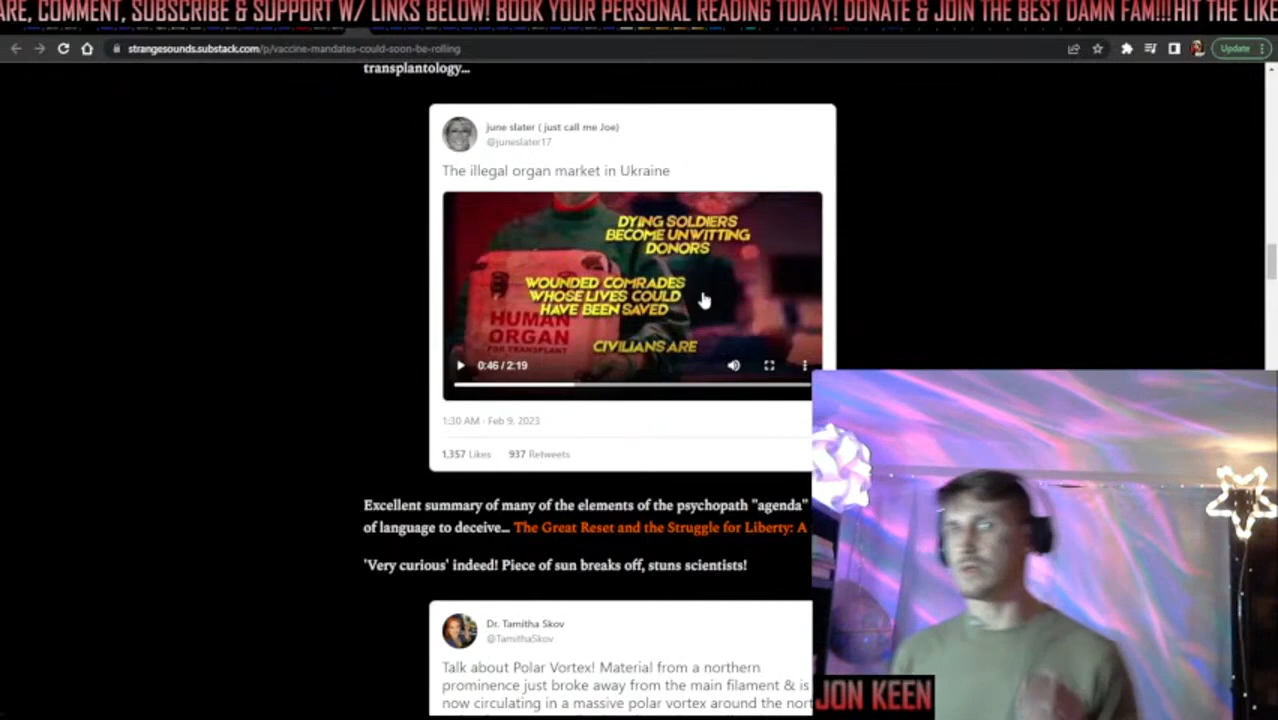 ARE, COMMENT, SUBSCRIBE & SUPPORT W/ LINKS BELOW! BOOK YOUR PERSONAL READING TODAY! DONATE & JOIN THE BEST DAMN FAM!!! HIT THE LIKE
strangesounds.substack.com/p/vaccine-mandates-could-soon-be-rolling
Update
transplantology...
june slater ( just call me Joe)
@juneslater17
The illegal organ market in Ukraine
DYING SOLDIERS
BECOME UNWITTING
DONORS
WOUNDED COMRADES
WHOSE LIVES COULD
HAVE BEEN SAVED
HUMAN
ORGAN
FOR TRANSPLANT
CIVILIANS ARE
0:46 / 2:19
1:30 AM · Feb 9, 2023
1,357 Likes 937 Retweets
Excellent summary of many of the elements of the psychopath "agenda"
of language to deceive... The Great Reset and the Struggle for Liberty: A
'Very curious' indeed! Piece of sun breaks off, stuns scientists!
Dr. Tamitha Skov
@TamithaSkov
Talk about Polar Vortex! Material from a northern
prominence just broke away from the main filament & is
now circulating in a massive polar vortex around the nort
JON KEEN